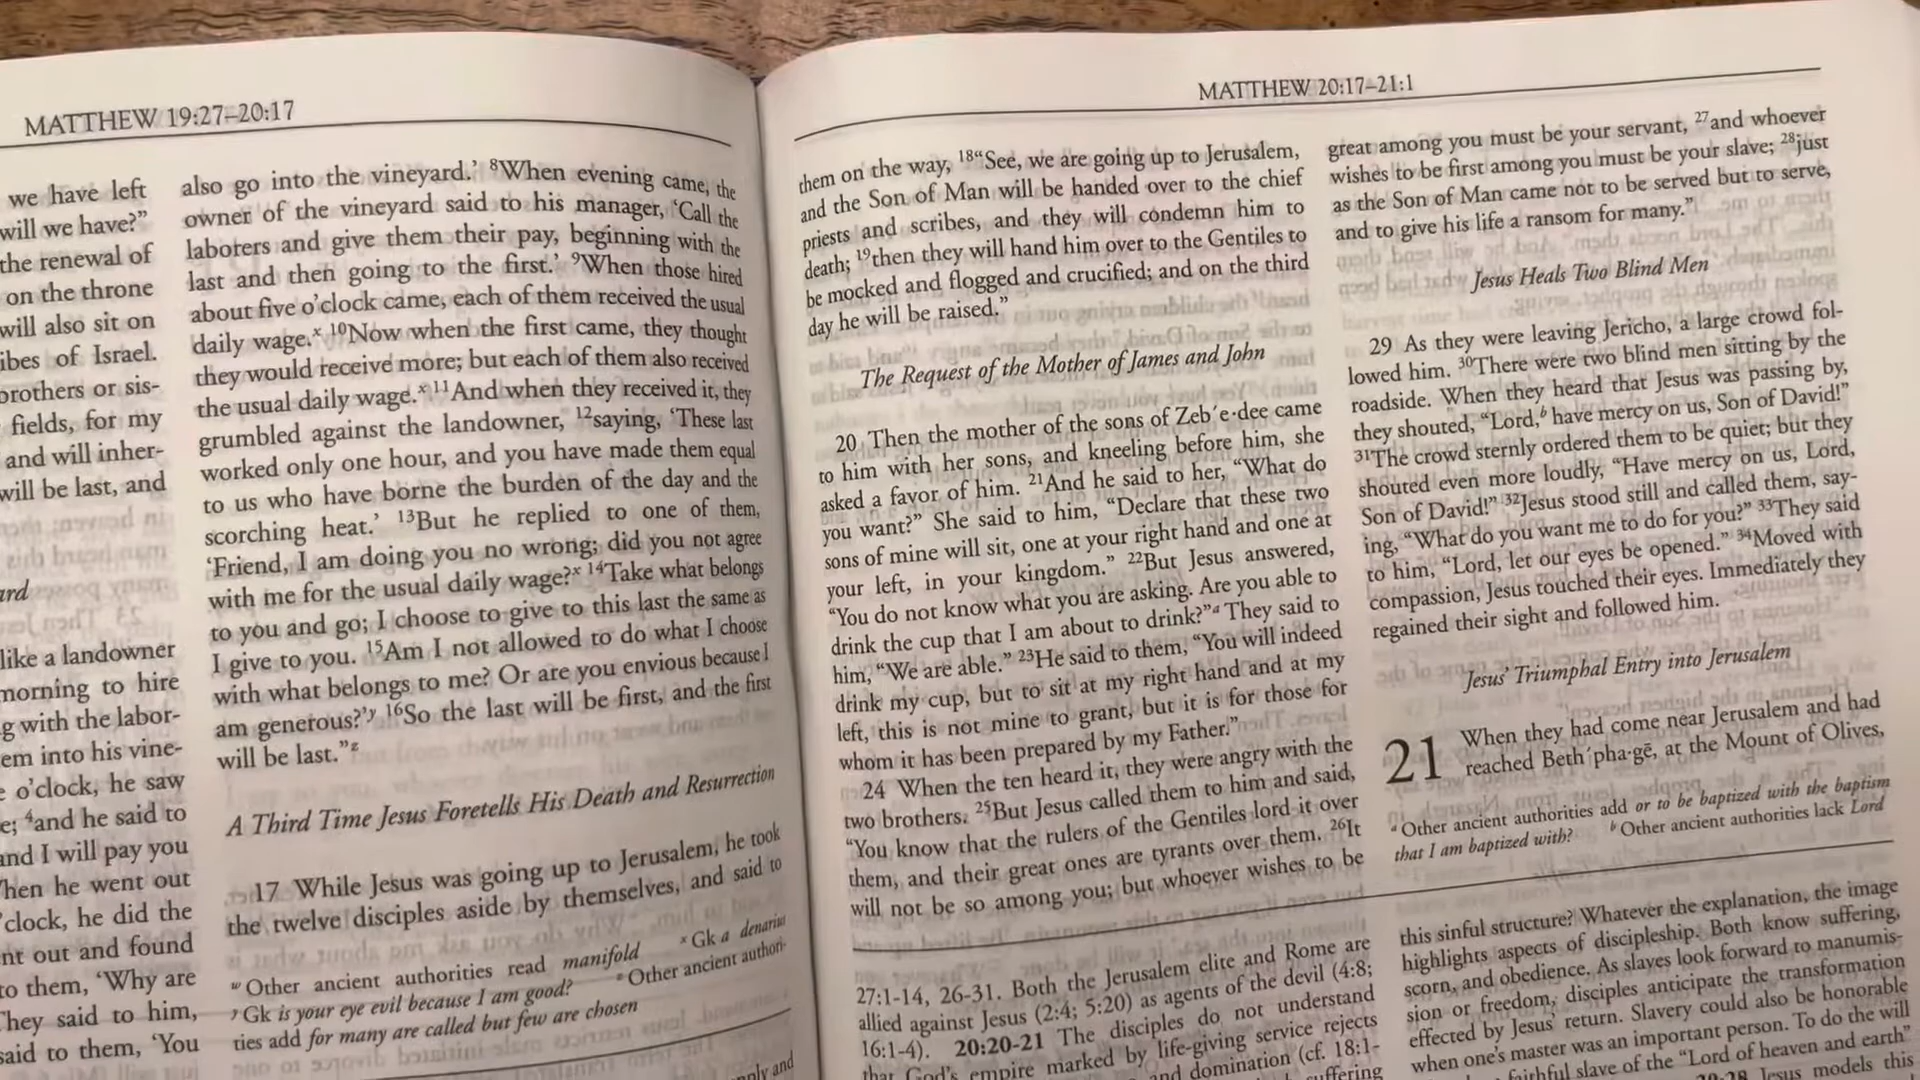 MATTHEW 19:27–20:17
we have left
will we have?”
the renewal of
on the throne
will also sit on
ibes of Israel.
brothers or sis-
fields, for my
and will inher-
will be last, and
ard
like a landowner
morning to hire
g with the labor-
em into his vine-
o’clock, he saw
e; ⁴and he said to
and I will pay you
hen he went out
’clock, he did the
nt out and found
to them, ‘Why are
They said to him,
said to them, ‘You
also go into the vineyard.’ ⁸When evening came, the
owner of the vineyard said to his manager, ‘Call the
laborers and give them their pay, beginning with the
last and then going to the first.’ ⁹When those hired
about five o’clock came, each of them received the usual
daily wage.ˣ ¹⁰Now when the first came, they thought
they would receive more; but each of them also received
the usual daily wage.ˣ ¹¹And when they received it, they
grumbled against the landowner, ¹²saying, ‘These last
worked only one hour, and you have made them equal
to us who have borne the burden of the day and the
scorching heat.’ ¹³But he replied to one of them,
‘Friend, I am doing you no wrong; did you not agree
with me for the usual daily wage?ˣ ¹⁴Take what belongs
to you and go; I choose to give to this last the same as
I give to you. ¹⁵Am I not allowed to do what I choose
with what belongs to me? Or are you envious because I
am generous?’ʸ ¹⁶So the last will be first, and the first
will be last.”ᶻ
A Third Time Jesus Foretells His Death and Resurrection
17 While Jesus was going up to Jerusalem, he took
the twelve disciples aside by themselves, and said to
ʷ Other ancient authorities read manifold ˣ Gk a denarius
ʸ Gk is your eye evil because I am good? ᶻ Other ancient authori-
ties add for many are called but few are chosen
pply and
MATTHEW 20:17–21:1
them on the way, ¹⁸“See, we are going up to Jerusalem,
and the Son of Man will be handed over to the chief
priests and scribes, and they will condemn him to
death; ¹⁹then they will hand him over to the Gentiles to
be mocked and flogged and crucified; and on the third
day he will be raised.”
The Request of the Mother of James and John
20 Then the mother of the sons of Zebʹe·dee came
to him with her sons, and kneeling before him, she
asked a favor of him. ²¹And he said to her, “What do
you want?” She said to him, “Declare that these two
sons of mine will sit, one at your right hand and one at
your left, in your kingdom.” ²²But Jesus answered,
“You do not know what you are asking. Are you able to
drink the cup that I am about to drink?”ᵃ They said to
him, “We are able.” ²³He said to them, “You will indeed
drink my cup, but to sit at my right hand and at my
left, this is not mine to grant, but it is for those for
whom it has been prepared by my Father.”
24 When the ten heard it, they were angry with the
two brothers. ²⁵But Jesus called them to him and said,
“You know that the rulers of the Gentiles lord it over
them, and their great ones are tyrants over them. ²⁶It
will not be so among you; but whoever wishes to be
great among you must be your servant, ²⁷and whoever
wishes to be first among you must be your slave; ²⁸just
as the Son of Man came not to be served but to serve,
and to give his life a ransom for many.”
Jesus Heals Two Blind Men
29 As they were leaving Jericho, a large crowd fol-
lowed him. ³⁰There were two blind men sitting by the
roadside. When they heard that Jesus was passing by,
they shouted, “Lord,ᵇ have mercy on us, Son of David!”
³¹The crowd sternly ordered them to be quiet; but they
shouted even more loudly, “Have mercy on us, Lord,
Son of David!” ³²Jesus stood still and called them, say-
ing, “What do you want me to do for you?” ³³They said
to him, “Lord, let our eyes be opened.” ³⁴Moved with
compassion, Jesus touched their eyes. Immediately they
regained their sight and followed him.
Jesus’ Triumphal Entry into Jerusalem
21 When they had come near Jerusalem and had
reached Bethʹpha·gē, at the Mount of Olives,
ᵃ Other ancient authorities add or to be baptized with the baptism
that I am baptized with? ᵇ Other ancient authorities lack Lord
27:1-14, 26-31. Both the Jerusalem elite and Rome are
allied against Jesus (2:4; 5:20) as agents of the devil (4:8;
16:1-4). 20:20-21 The disciples do not understand
that God’s empire marked by life-giving service rejects
and domination (cf. 18:1-
suffering
this sinful structure? Whatever the explanation, the image
highlights aspects of discipleship. Both know suffering,
scorn, and obedience. As slaves look forward to manumis-
sion or freedom, disciples anticipate the transformation
effected by Jesus’ return. Slavery could also be honorable
when one’s master was an important person. To do the will
faithful slave of the “Lord of heaven and earth”
Jesus models this